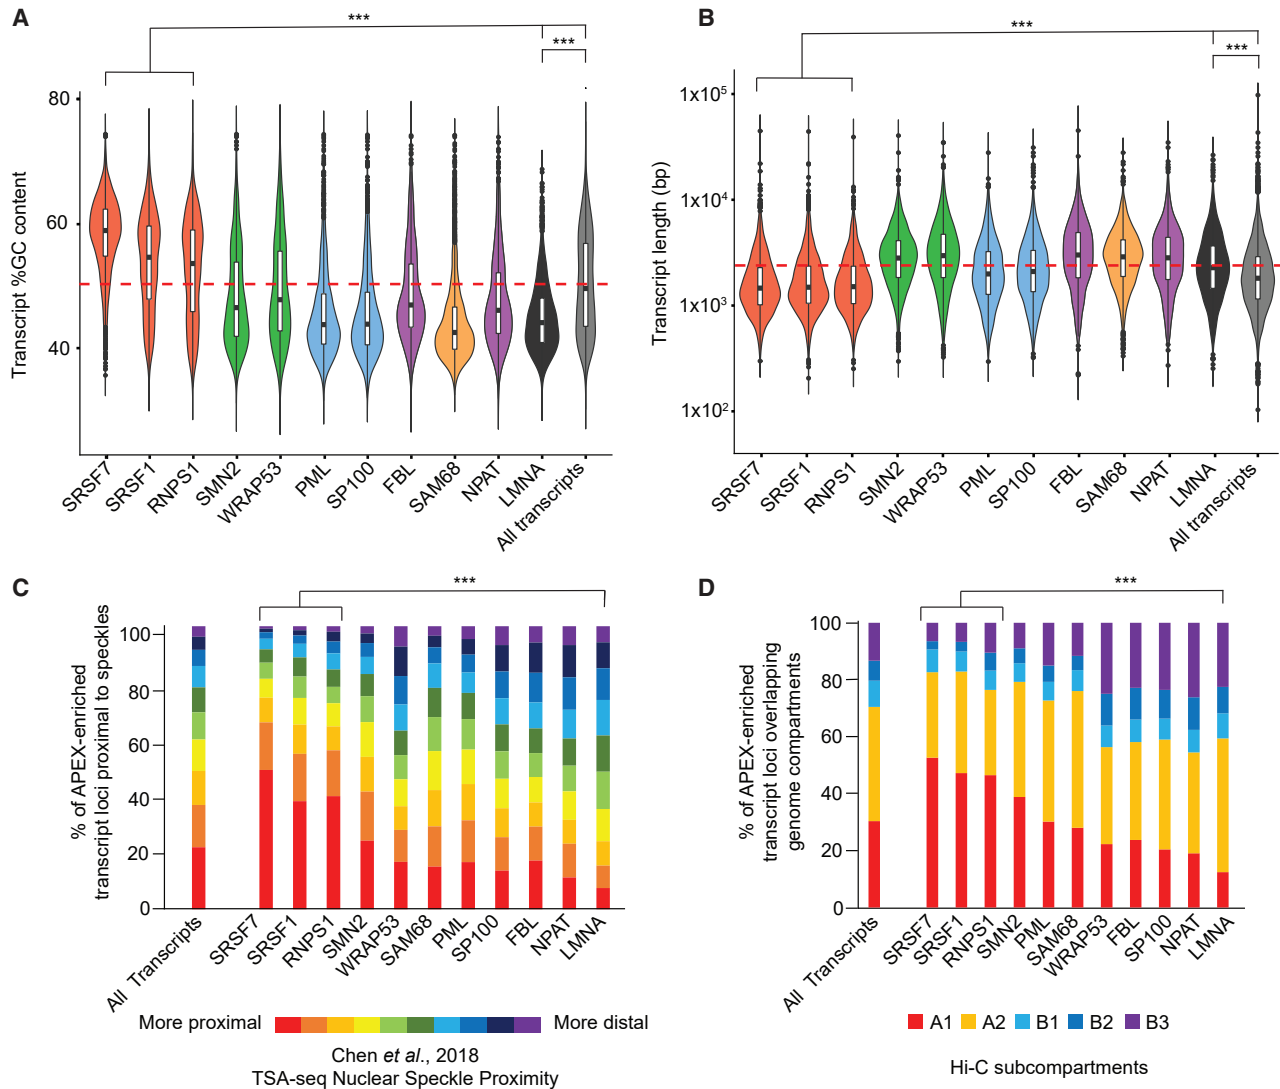 A
***
***
Transcript %GC content
80
60
40
SRSF7
SRSF1
RNPS1
SMN2
WRAP53
PML
SP100
FBL
SAM68
NPAT
LMNA
All transcripts
B
***
***
Transcript length (bp)
1x10⁵
1x10⁴
1x10³
1x10²
SRSF7
SRSF1
RNPS1
SMN2
WRAP53
PML
SP100
FBL
SAM68
NPAT
LMNA
All transcripts
C
***
% of APEX-enriched
transcript loci proximal to speckles
100
80
60
40
20
0
All Transcripts
SRSF7
SRSF1
RNPS1
SMN2
WRAP53
SAM68
PML
SP100
FBL
NPAT
LMNA
More proximal
More distal
Chen et al., 2018
TSA-seq Nuclear Speckle Proximity
D
***
% of APEX-enriched
transcript loci overlapping
genome compartments
100
80
60
40
20
0
All Transcripts
SRSF7
SRSF1
RNPS1
SMN2
PML
SAM68
WRAP53
FBL
SP100
NPAT
LMNA
A1 A2 B1 B2 B3
Hi-C subcompartments